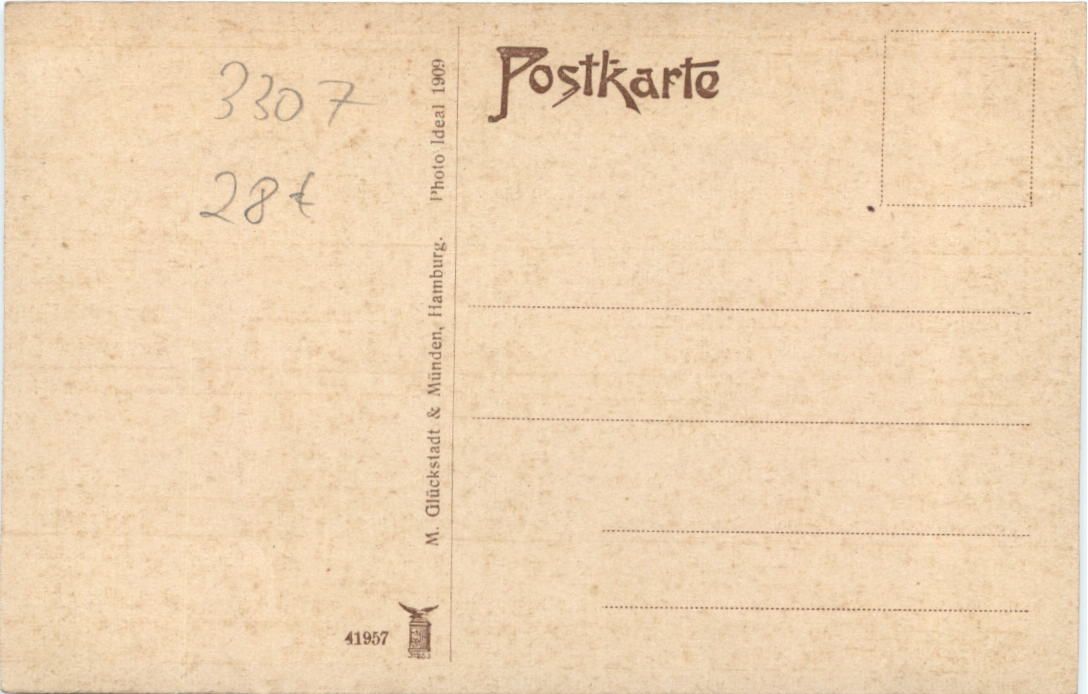 3307
28 €
M. Glückstadt & Münden, Hamburg. Photo Ideal 1909
41957
Postkarte